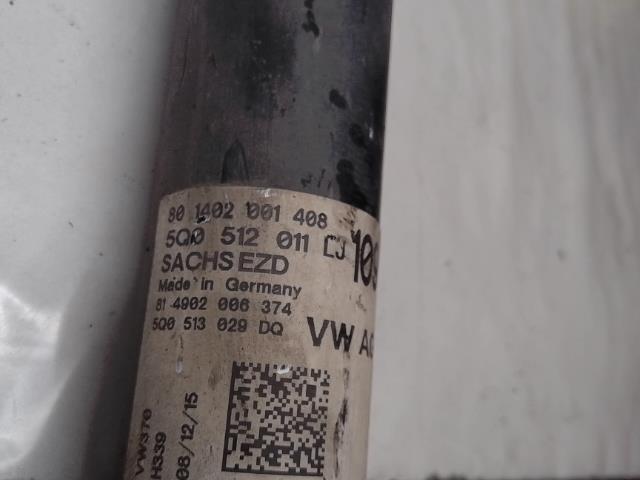 80 1402 001 408
5Q0 512 011 CJ
SACHS EZD
Made in Germany
81 4902 006 374
5Q0 513 029 DQ
VW
VW370
H339
08/12/15